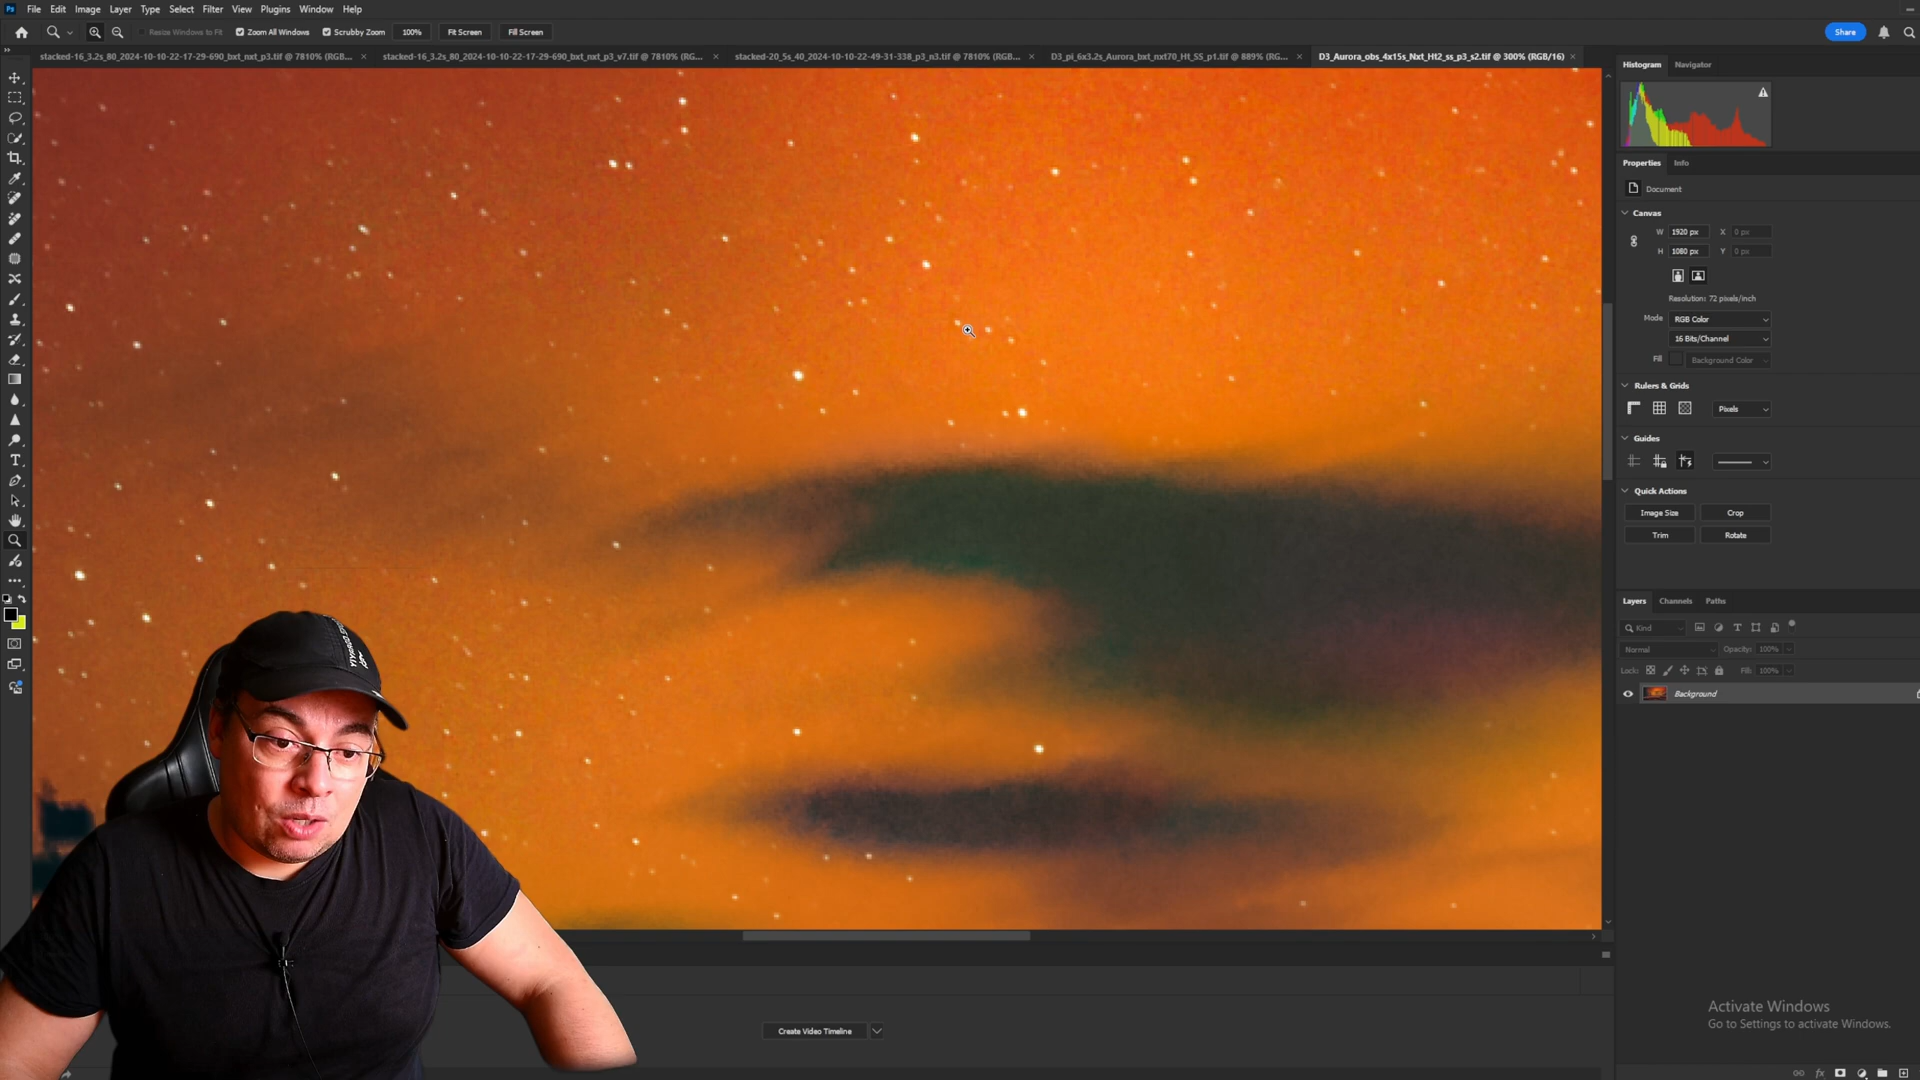 Ps File Edit Image Layer Type Select Filter View Plugins Window Help
Resize Windows to Fit Zoom All Windows Scrubby Zoom 100% Fit Screen Fill Screen Share
stacked-16_3.2s_80_2024-10-10-22-17-29-690_bxt_nxt_p3.tif @ 7810% (RGB... × stacked-16_3.2s_80_2024-10-10-22-17-29-690_bxt_nxt_p3_v7.tif @ 7810% (RG... × stacked-20_5s_40_2024-10-10-22-49-31-338_p3_n3.tif @ 7810% (RGB... × D3_pi_6x3.2s_Aurora_bxt_nxt70_Ht_SS_p1.tif @ 889% (RG... × D3_Aurora_obs_4x15s_Nxt_Ht2_ss_p3_s2.tif @ 300% (RGB/16) ×
Histogram Navigator
Properties Info
Document
Canvas
W 1920 px X 0 px
H 1080 px Y 0 px
Resolution: 72 pixels/inch
Mode RGB Color
16 Bits/Channel
Fill Background Color
Rulers & Grids
Pixels
Guides
Quick Actions
Image Size Crop
Trim Rotate
Layers Channels Paths
Kind
Normal Opacity: 100%
Lock: Fill: 100%
Background
Activate Windows
Go to Settings to activate Windows.
Create Video Timeline